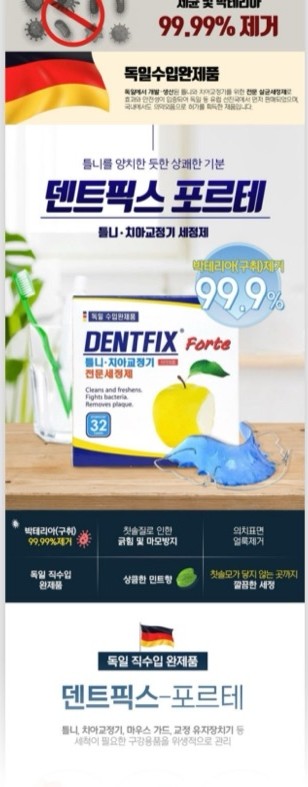 세균 및 박테리아
99.99% 제거
독일수입완제품
독일에서 개발·생산된 틀니와 치아교정기를 위한 전문 살균세정제로
효과와 안전성이 입증되어 독일 등 유럽 선진국에서 먼저 판매되었으며,
국내에서도 의약외품으로 허가를 획득한 제품입니다.
틀니를 양치한 듯한 상쾌한 기분
덴트픽스 포르테
틀니·치아교정기 세정제
박테리아(구취)제거
99.9%
독일 수입완제품
DENTFIX Forte
틀니·치아교정기
전문세정제
Cleans and freshens.
Fights bacteria.
Removes plaque.
32
박테리아(구취)
99.99%제거
칫솔질로 인한
긁힘 및 마모방지
의치표면
얼룩제거
독일 직수입
완제품
상큼한 민트향
칫솔모가 닿지 않는 곳까지
깔끔한 세정
독일 직수입 완제품
덴트픽스-포르테
틀니, 치아교정기, 마우스 가드, 교정 유지장치기 등
세척이 필요한 구강용품을 위생적으로 관리